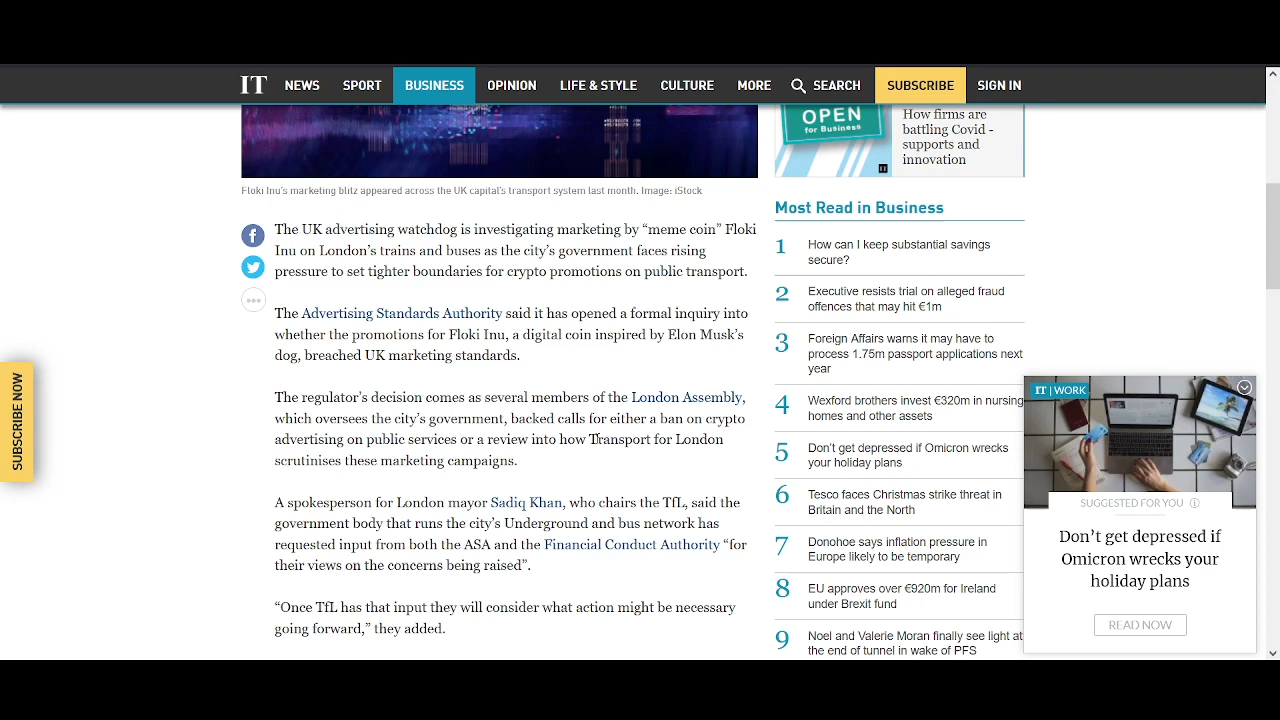 IT NEWS SPORT BUSINESS OPINION LIFE & STYLE CULTURE MORE SEARCH SUBSCRIBE SIGN IN
Floki Inu's marketing blitz appeared across the UK capital's transport system last month. Image: iStock
The UK advertising watchdog is investigating marketing by “meme coin” Floki
Inu on London's trains and buses as the city's government faces rising
pressure to set tighter boundaries for crypto promotions on public transport.
The Advertising Standards Authority said it has opened a formal inquiry into
whether the promotions for Floki Inu, a digital coin inspired by Elon Musk's
dog, breached UK marketing standards.
The regulator's decision comes as several members of the London Assembly,
which oversees the city's government, backed calls for either a ban on crypto
advertising on public services or a review into how Transport for London
scrutinises these marketing campaigns.
A spokesperson for London mayor Sadiq Khan, who chairs the TfL, said the
government body that runs the city's Underground and bus network has
requested input from both the ASA and the Financial Conduct Authority “for
their views on the concerns being raised”.
“Once TfL has that input they will consider what action might be necessary
going forward,” they added.
OPEN
for Business
How firms are
battling Covid -
supports and
innovation
Most Read in Business
1 How can I keep substantial savings
secure?
2 Executive resists trial on alleged fraud
offences that may hit €1m
3 Foreign Affairs warns it may have to
process 1.75m passport applications next
year
4 Wexford brothers invest €320m in nursing
homes and other assets
5 Don't get depressed if Omicron wrecks
your holiday plans
6 Tesco faces Christmas strike threat in
Britain and the North
7 Donohoe says inflation pressure in
Europe likely to be temporary
8 EU approves over €920m for Ireland
under Brexit fund
9 Noel and Valerie Moran finally see light at
the end of tunnel in wake of PFS
SUBSCRIBE NOW
IT | WORK
SUGGESTED FOR YOU
Don't get depressed if
Omicron wrecks your
holiday plans
READ NOW